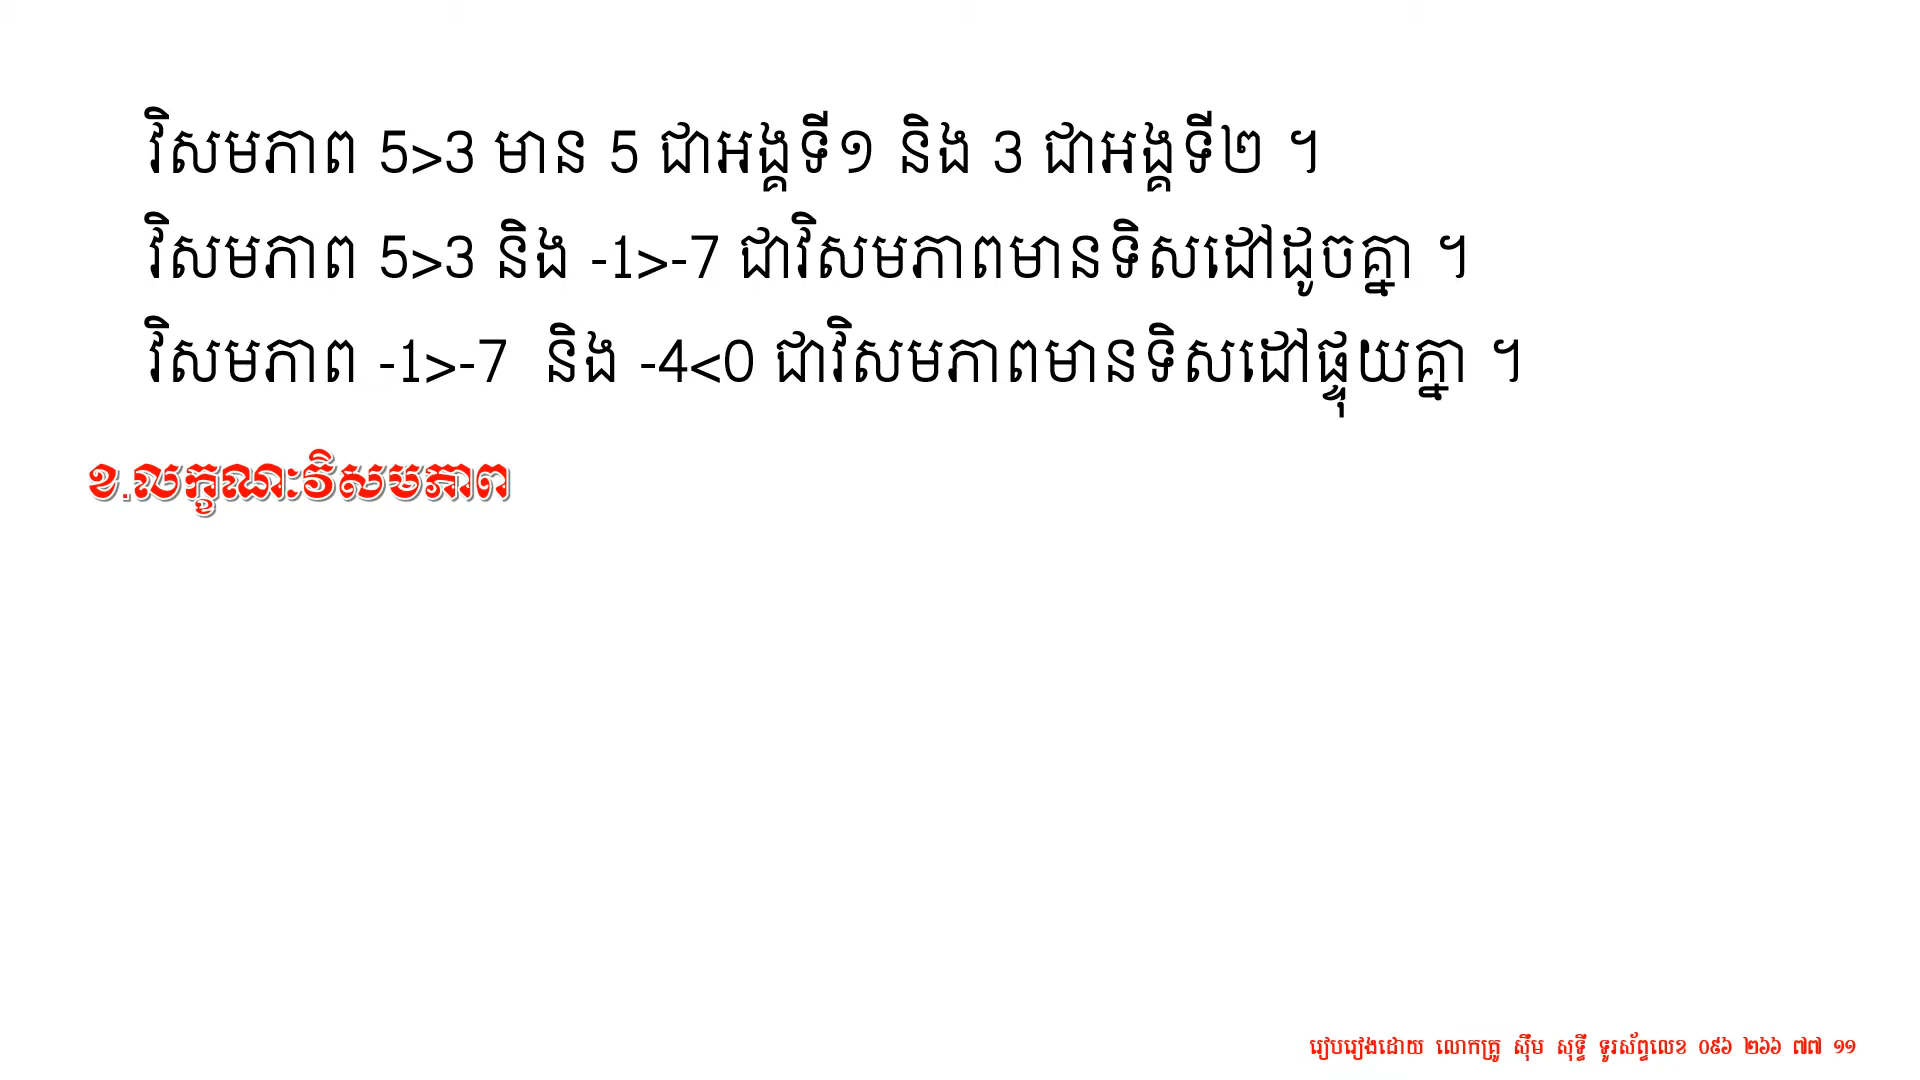 វិសមភាព 5>3 មាន 5 ជាអង្គទី១ និង 3 ជាអង្គទី២ ។
វិសមភាព 5>3 និង -1>-7 ជាវិសមភាពមានទិសដៅដូចគ្នា ។
វិសមភាព -1>-7 និង -4<0 ជាវិសមភាពមានទិសដៅផ្ទុយគ្នា ។
ខ.លក្ខណៈវិសមភាព
រៀបរៀងដោយ លោកគ្រូ ស៊ឹម សុទ្ធី ទូរស័ព្ទលេខ ០៩៦ ២៦៦ ៧៧ ១១